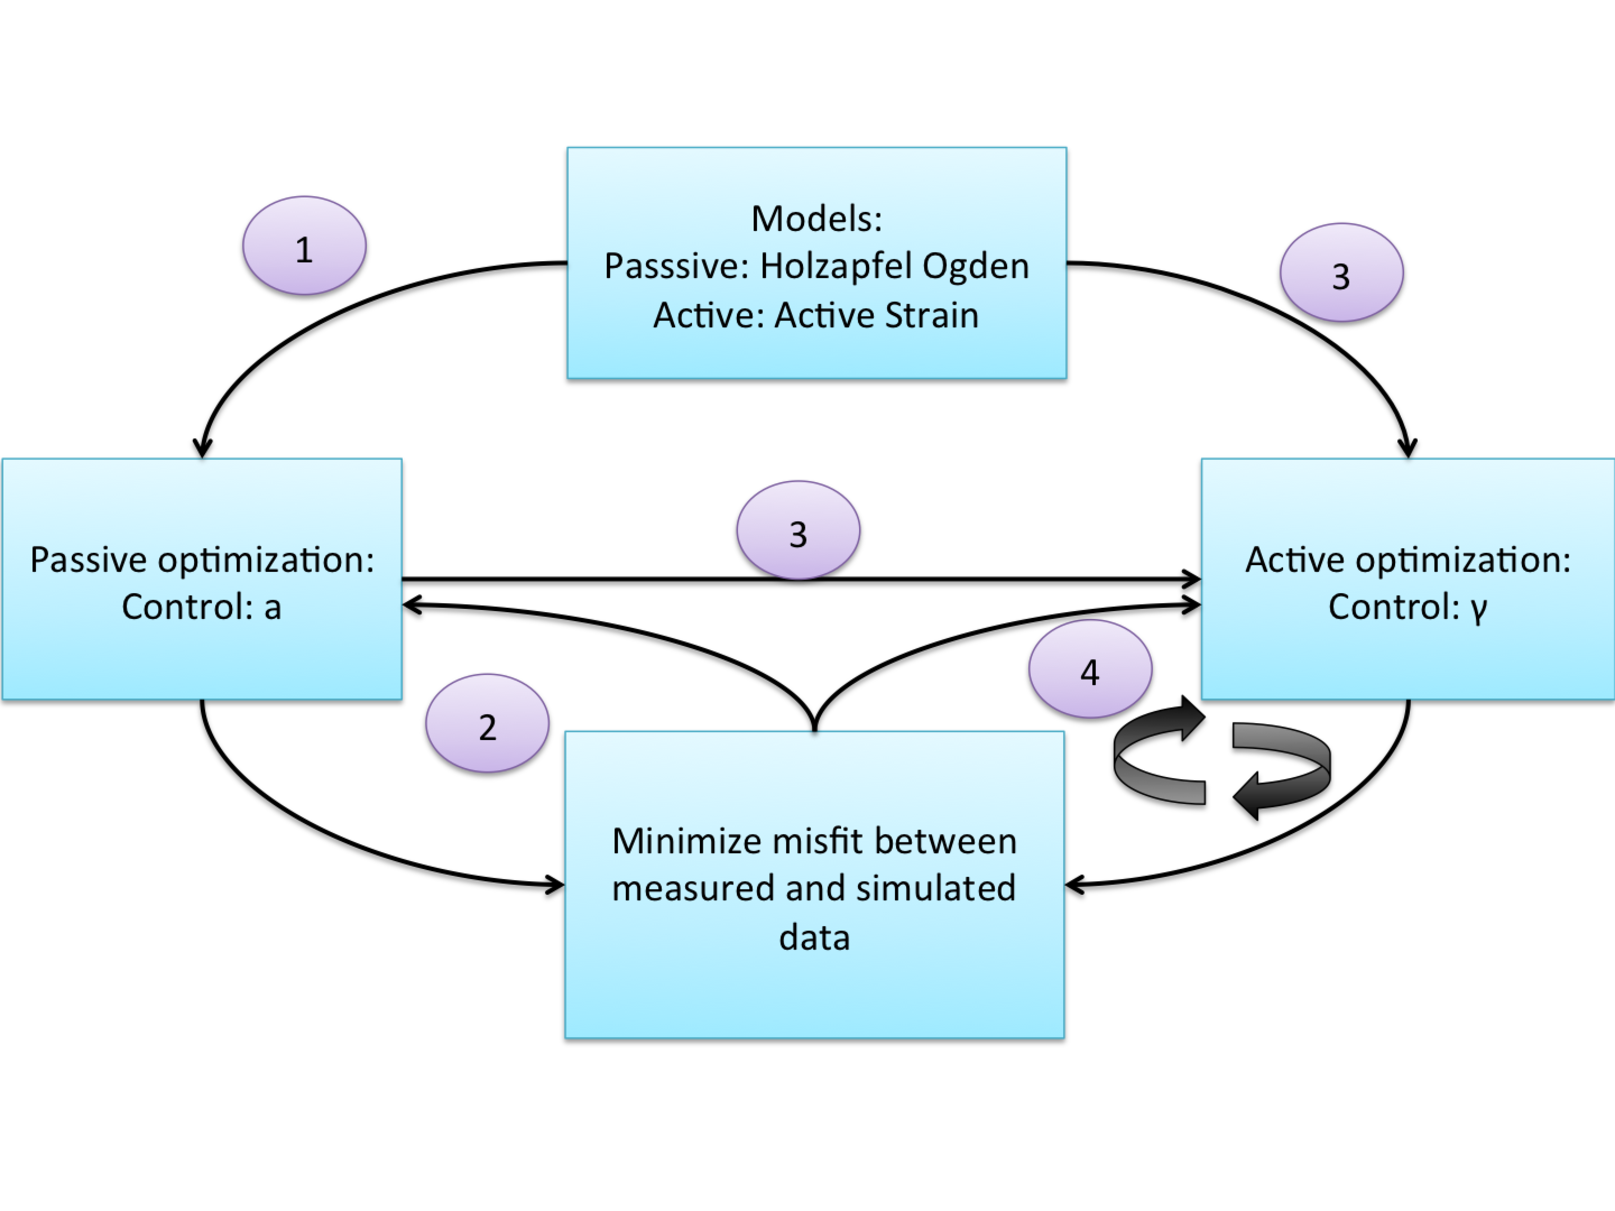 1
Models:
Passsive: Holzapfel Ogden
Active: Active Strain
3
Passive optimization:
Control: a
3
Active optimization:
Control: γ
2
4
Minimize misfit between
measured and simulated
data